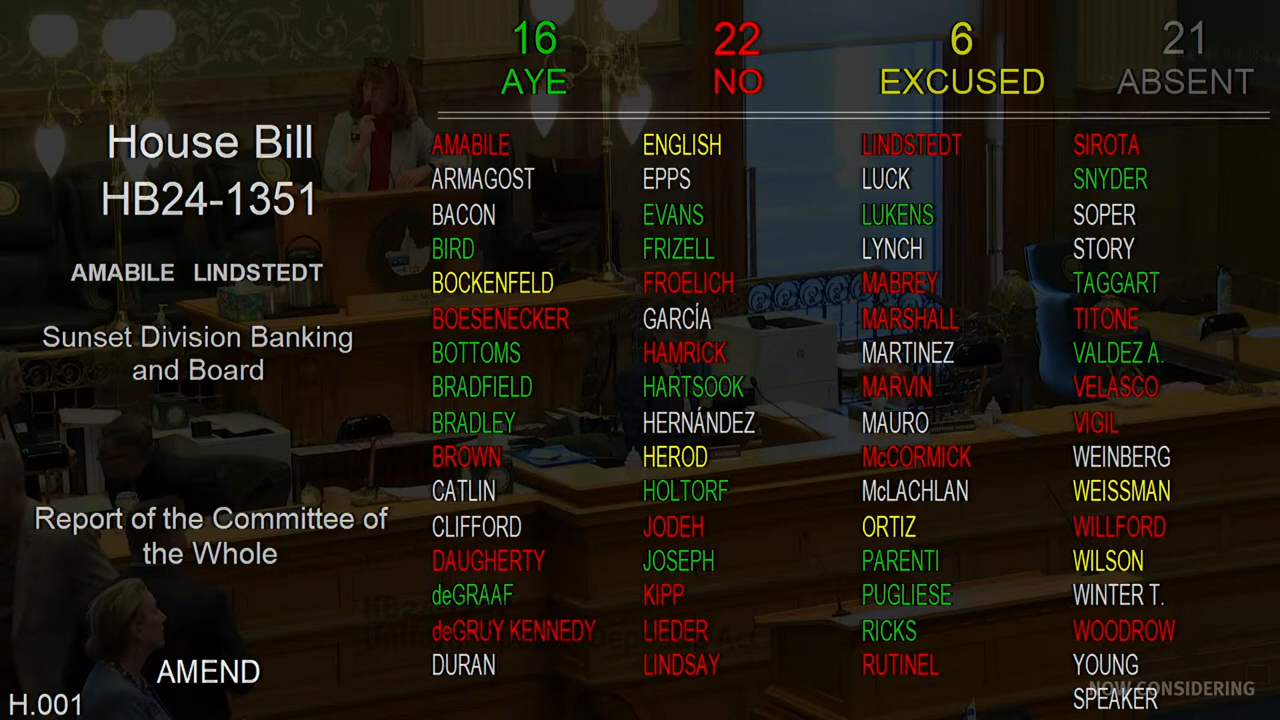 16 22 6 21
AYE NO EXCUSED ABSENT
House Bill
HB24-1351
AMABILE LINDSTEDT
Sunset Division Banking
and Board
Report of the Committee of
the Whole
AMEND
H.001
AMABILE ENGLISH LINDSTEDT SIROTA
ARMAGOST EPPS LUCK SNYDER
BACON EVANS LUKENS SOPER
BIRD FRIZELL LYNCH STORY
BOCKENFELD FROELICH MABREY TAGGART
BOESENECKER GARCÍA MARSHALL TITONE
BOTTOMS HAMRICK MARTINEZ VALDEZ A.
BRADFIELD HARTSOOK MARVIN VELASCO
BRADLEY HERNÁNDEZ MAURO VIGIL
BROWN HEROD McCORMICK WEINBERG
CATLIN HOLTORF McLACHLAN WEISSMAN
CLIFFORD JODEH ORTIZ WILLFORD
DAUGHERTY JOSEPH PARENTI WILSON
deGRAAF KIPP PUGLIESE WINTER T.
deGRUY KENNEDY LIEDER RICKS WOODROW
DURAN LINDSAY RUTINEL YOUNG
SPEAKER
NOW CONSIDERING